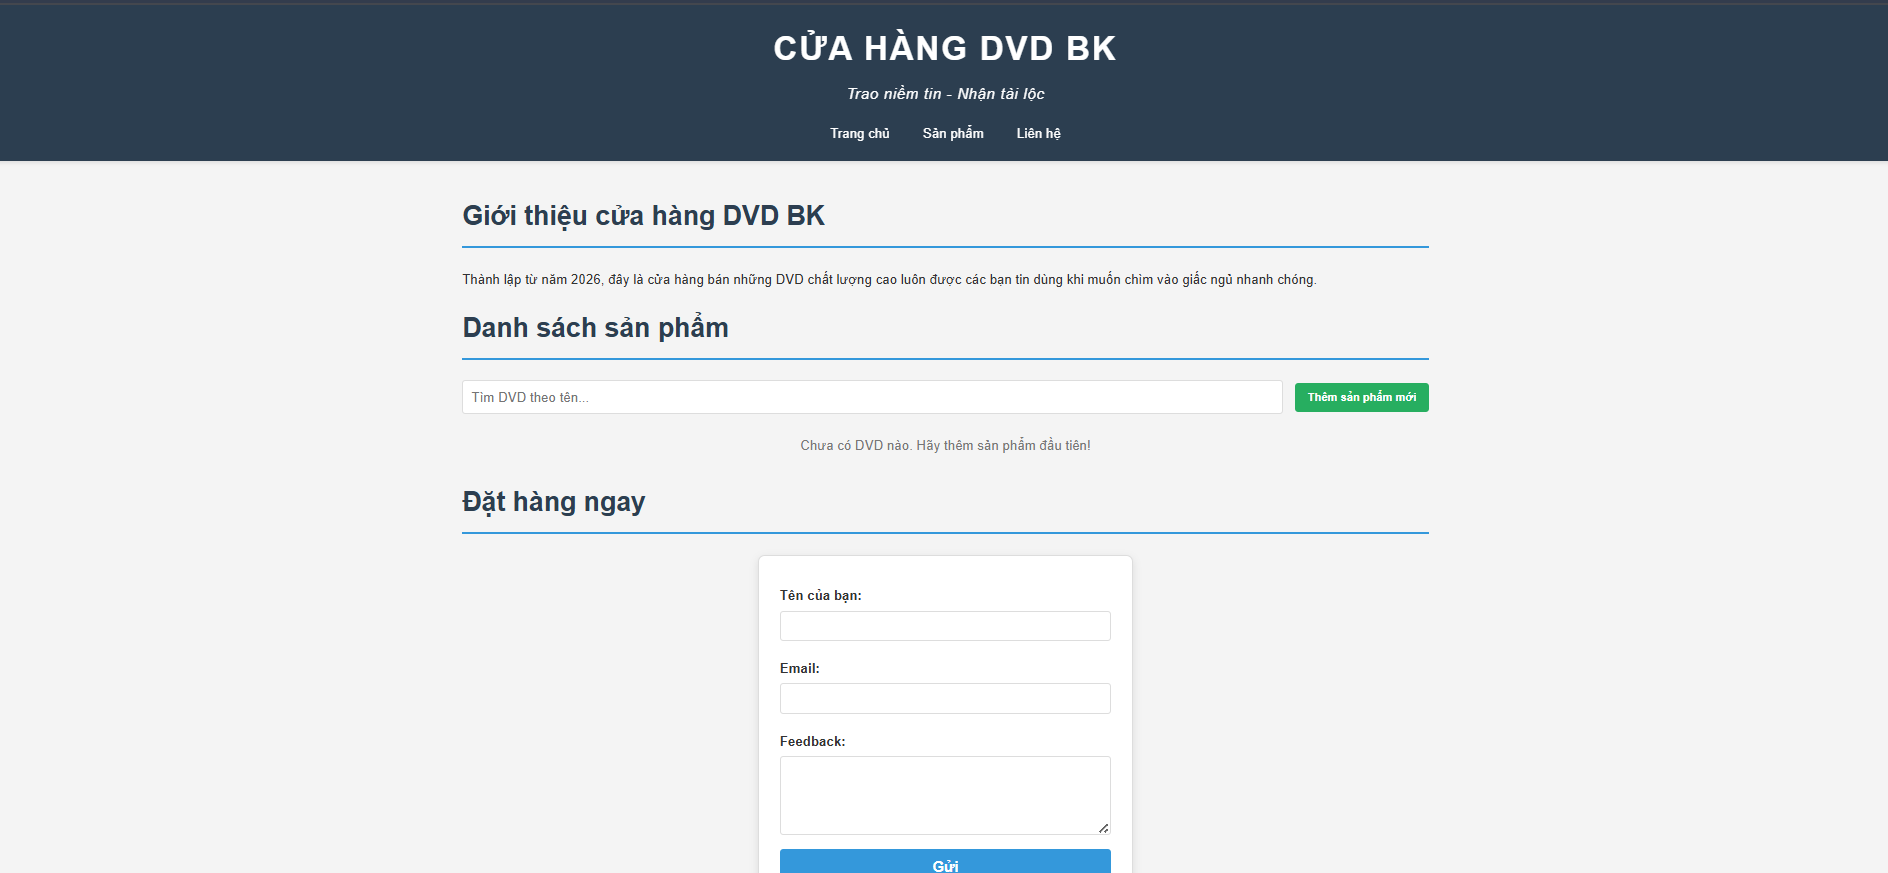 CỬA HÀNG DVD BK
Trao niềm tin - Nhận tài lộc
Trang chủ Sản phẩm Liên hệ
Giới thiệu cửa hàng DVD BK
Thành lập từ năm 2026, đây là cửa hàng bán những DVD chất lượng cao luôn được các bạn tin dùng khi muốn chìm vào giấc ngủ nhanh chóng.
Danh sách sản phẩm
Tìm DVD theo tên...
Thêm sản phẩm mới
Chưa có DVD nào. Hãy thêm sản phẩm đầu tiên!
Đặt hàng ngay
Tên của bạn:
Email:
Feedback:
Gửi